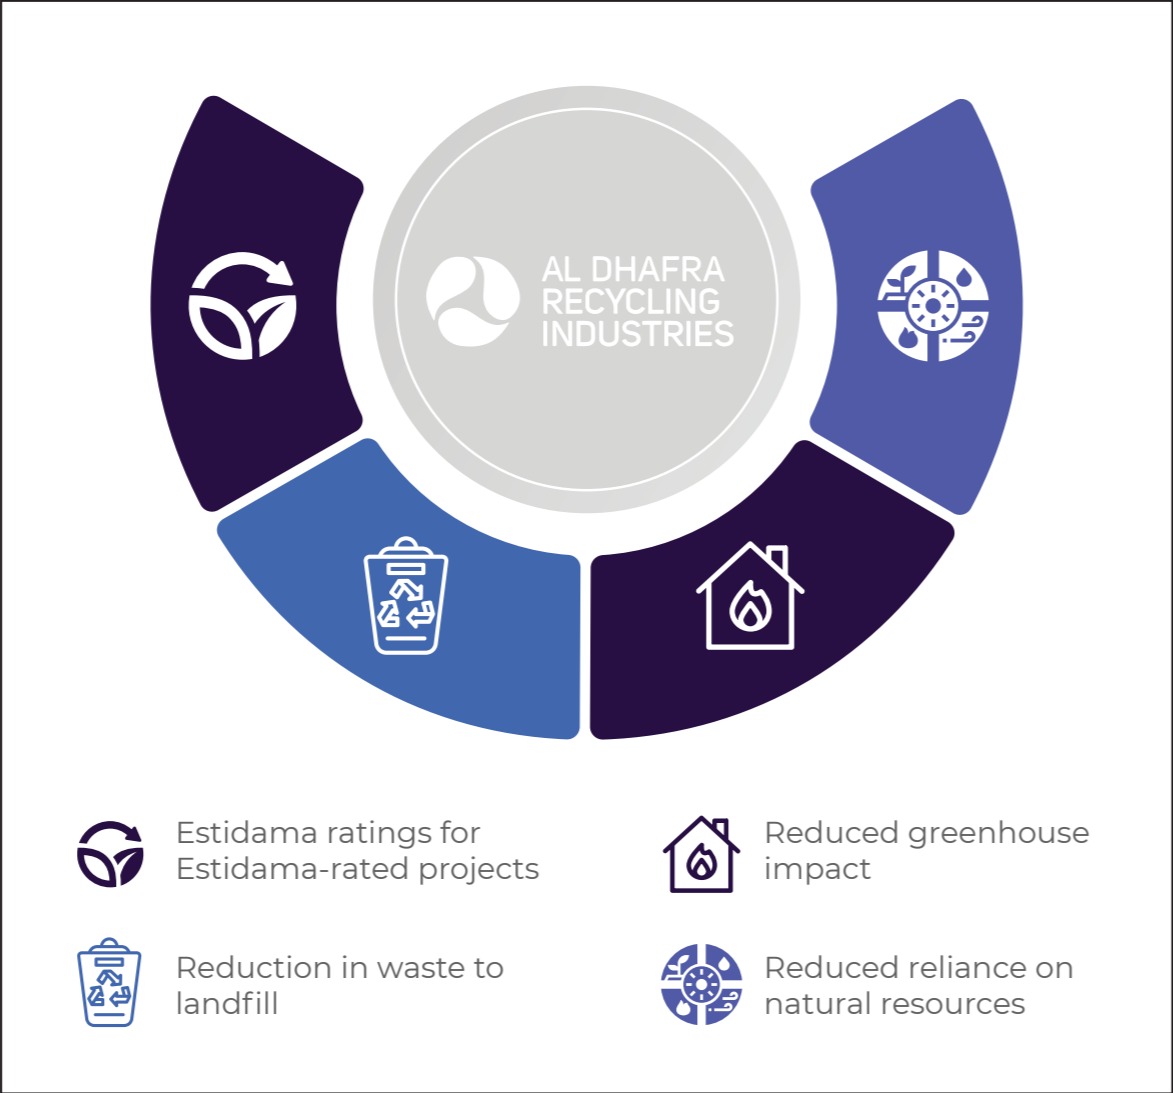 AL DHAFRA
RECYCLING
INDUSTRIES
Estidama ratings for
Estidama-rated projects
Reduction in waste to
landfill
Reduced greenhouse
impact
Reduced reliance on
natural resources